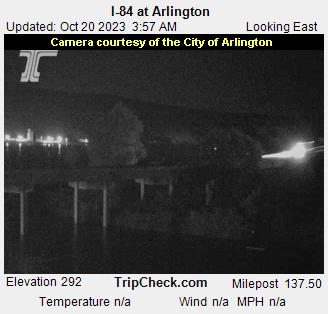 I-84 at Arlington
Updated: Oct 20 2023 3:57 AM Looking East
Camera courtesy of the City of Arlington
Elevation 292 TripCheck.com Milepost 137.50
Temperature n/a Wind n/a MPH n/a